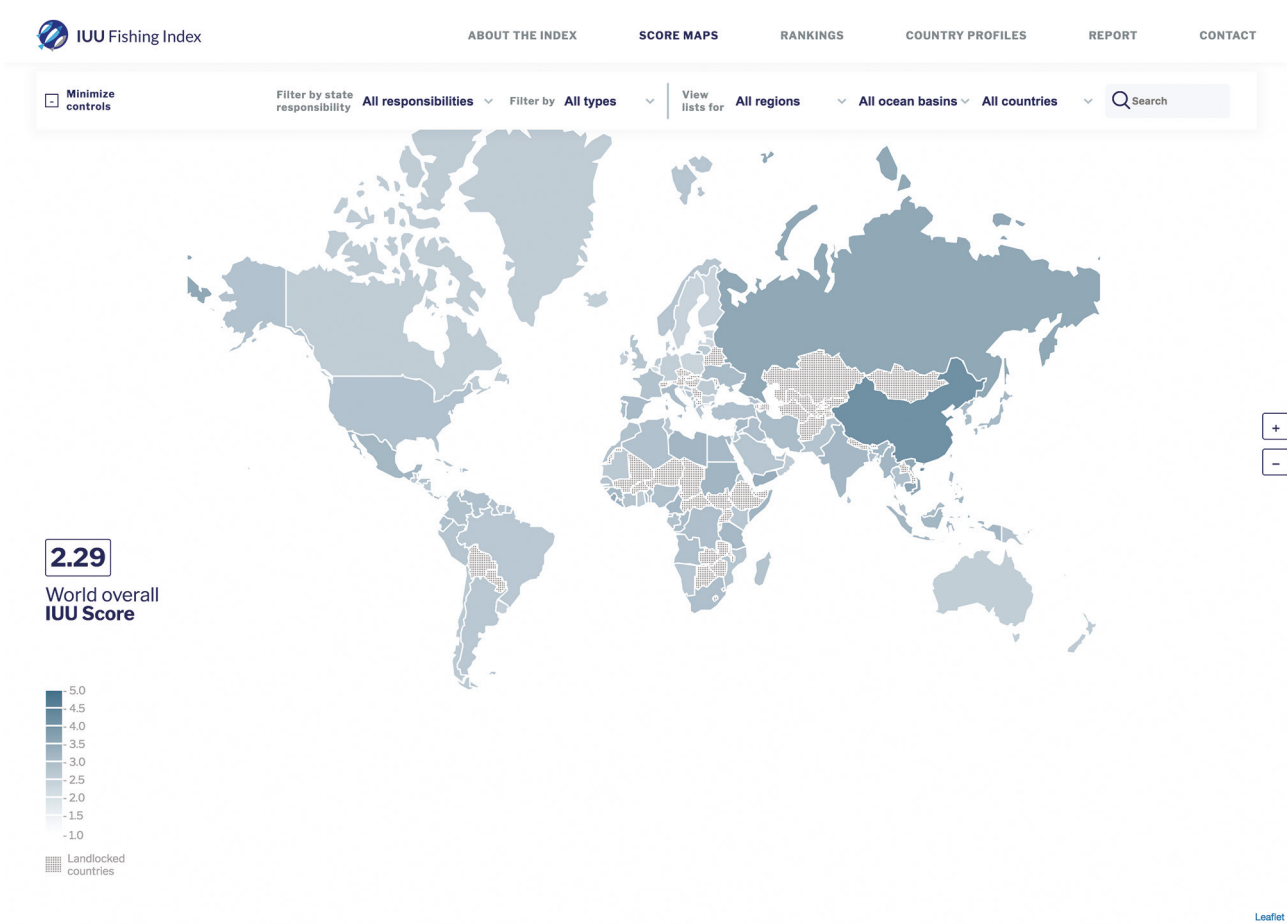 IUU Fishing Index
ABOUT THE INDEX
SCORE MAPS
RANKINGS
COUNTRY PROFILES
REPORT
CONTACT
-
Minimize
controls
Filter by state
responsibility
All responsibilities
Filter by
All types
View
lists for
All regions
All ocean basins
All countries
Search
+
−
2.29
World overall
IUU Score
- 5.0
- 4.5
- 4.0
- 3.5
- 3.0
- 2.5
- 2.0
- 1.5
- 1.0
Landlocked
countries
Leaflet